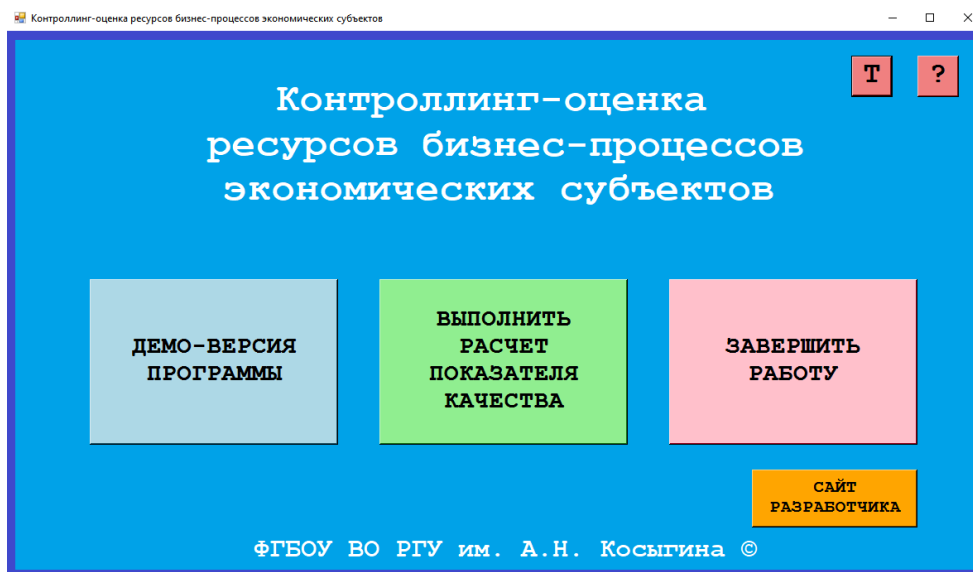 Контроллинг-оценка ресурсов бизнес-процессов экономических субъектов
T
?
Контроллинг-оценка
ресурсов бизнес-процессов
экономических субъектов
ДЕМО-ВЕРСИЯ
ПРОГРАММЫ
ВЫПОЛНИТЬ
РАСЧЕТ
ПОКАЗАТЕЛЯ
КАЧЕСТВА
ЗАВЕРШИТЬ
РАБОТУ
САЙТ
РАЗРАБОТЧИКА
ФГБОУ ВО РГУ им. А.Н. Косыгина ©